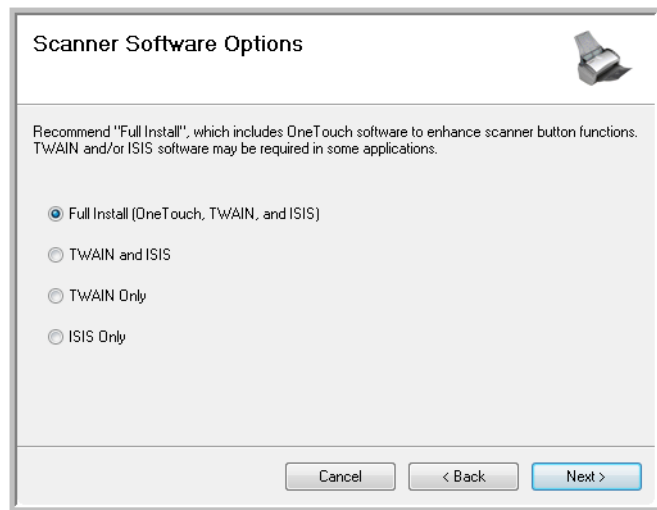 Scanner Software Options
Recommend "Full Install", which includes OneTouch software to enhance scanner button functions.
TWAIN and/or ISIS software may be required in some applications.
Full Install (OneTouch, TWAIN, and ISIS)
TWAIN and ISIS
TWAIN Only
ISIS Only
Cancel
< Back
Next >